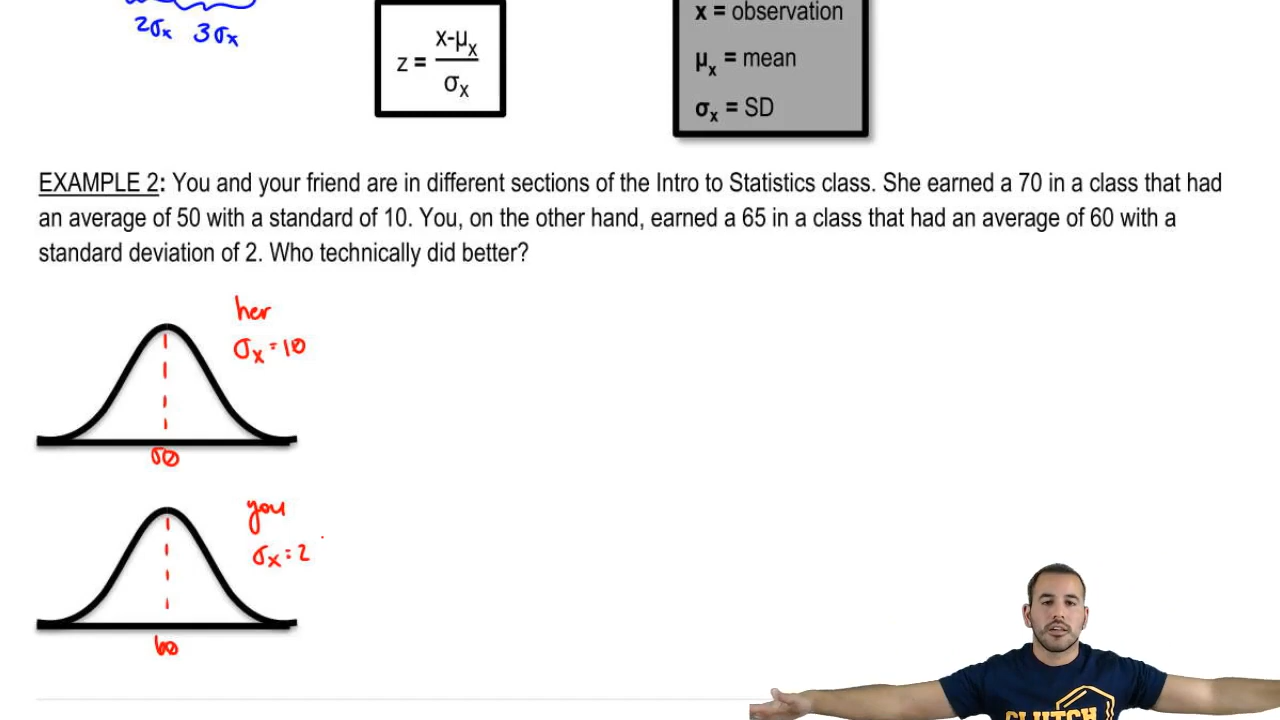 2σx 3σx
z = x-μx
σx
x = observation
μx = mean
σx = SD
EXAMPLE 2: You and your friend are in different sections of the Intro to Statistics class. She earned a 70 in a class that had
an average of 50 with a standard of 10. You, on the other hand, earned a 65 in a class that had an average of 60 with a
standard deviation of 2. Who technically did better?
her
σx = 10
50
you
σx = 2
60
CLUTCH